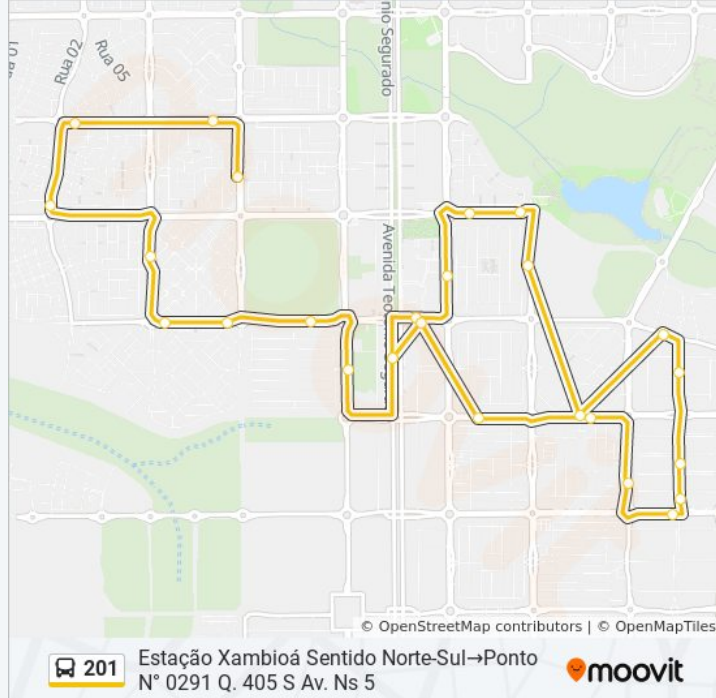 nio Segurado
Rua 02
Rua 05
Avenida Teo
© OpenStreetMap contributors | © OpenMapTiles
201
Estação Xambioá Sentido Norte-Sul→Ponto
N° 0291 Q. 405 S Av. Ns 5
moovit